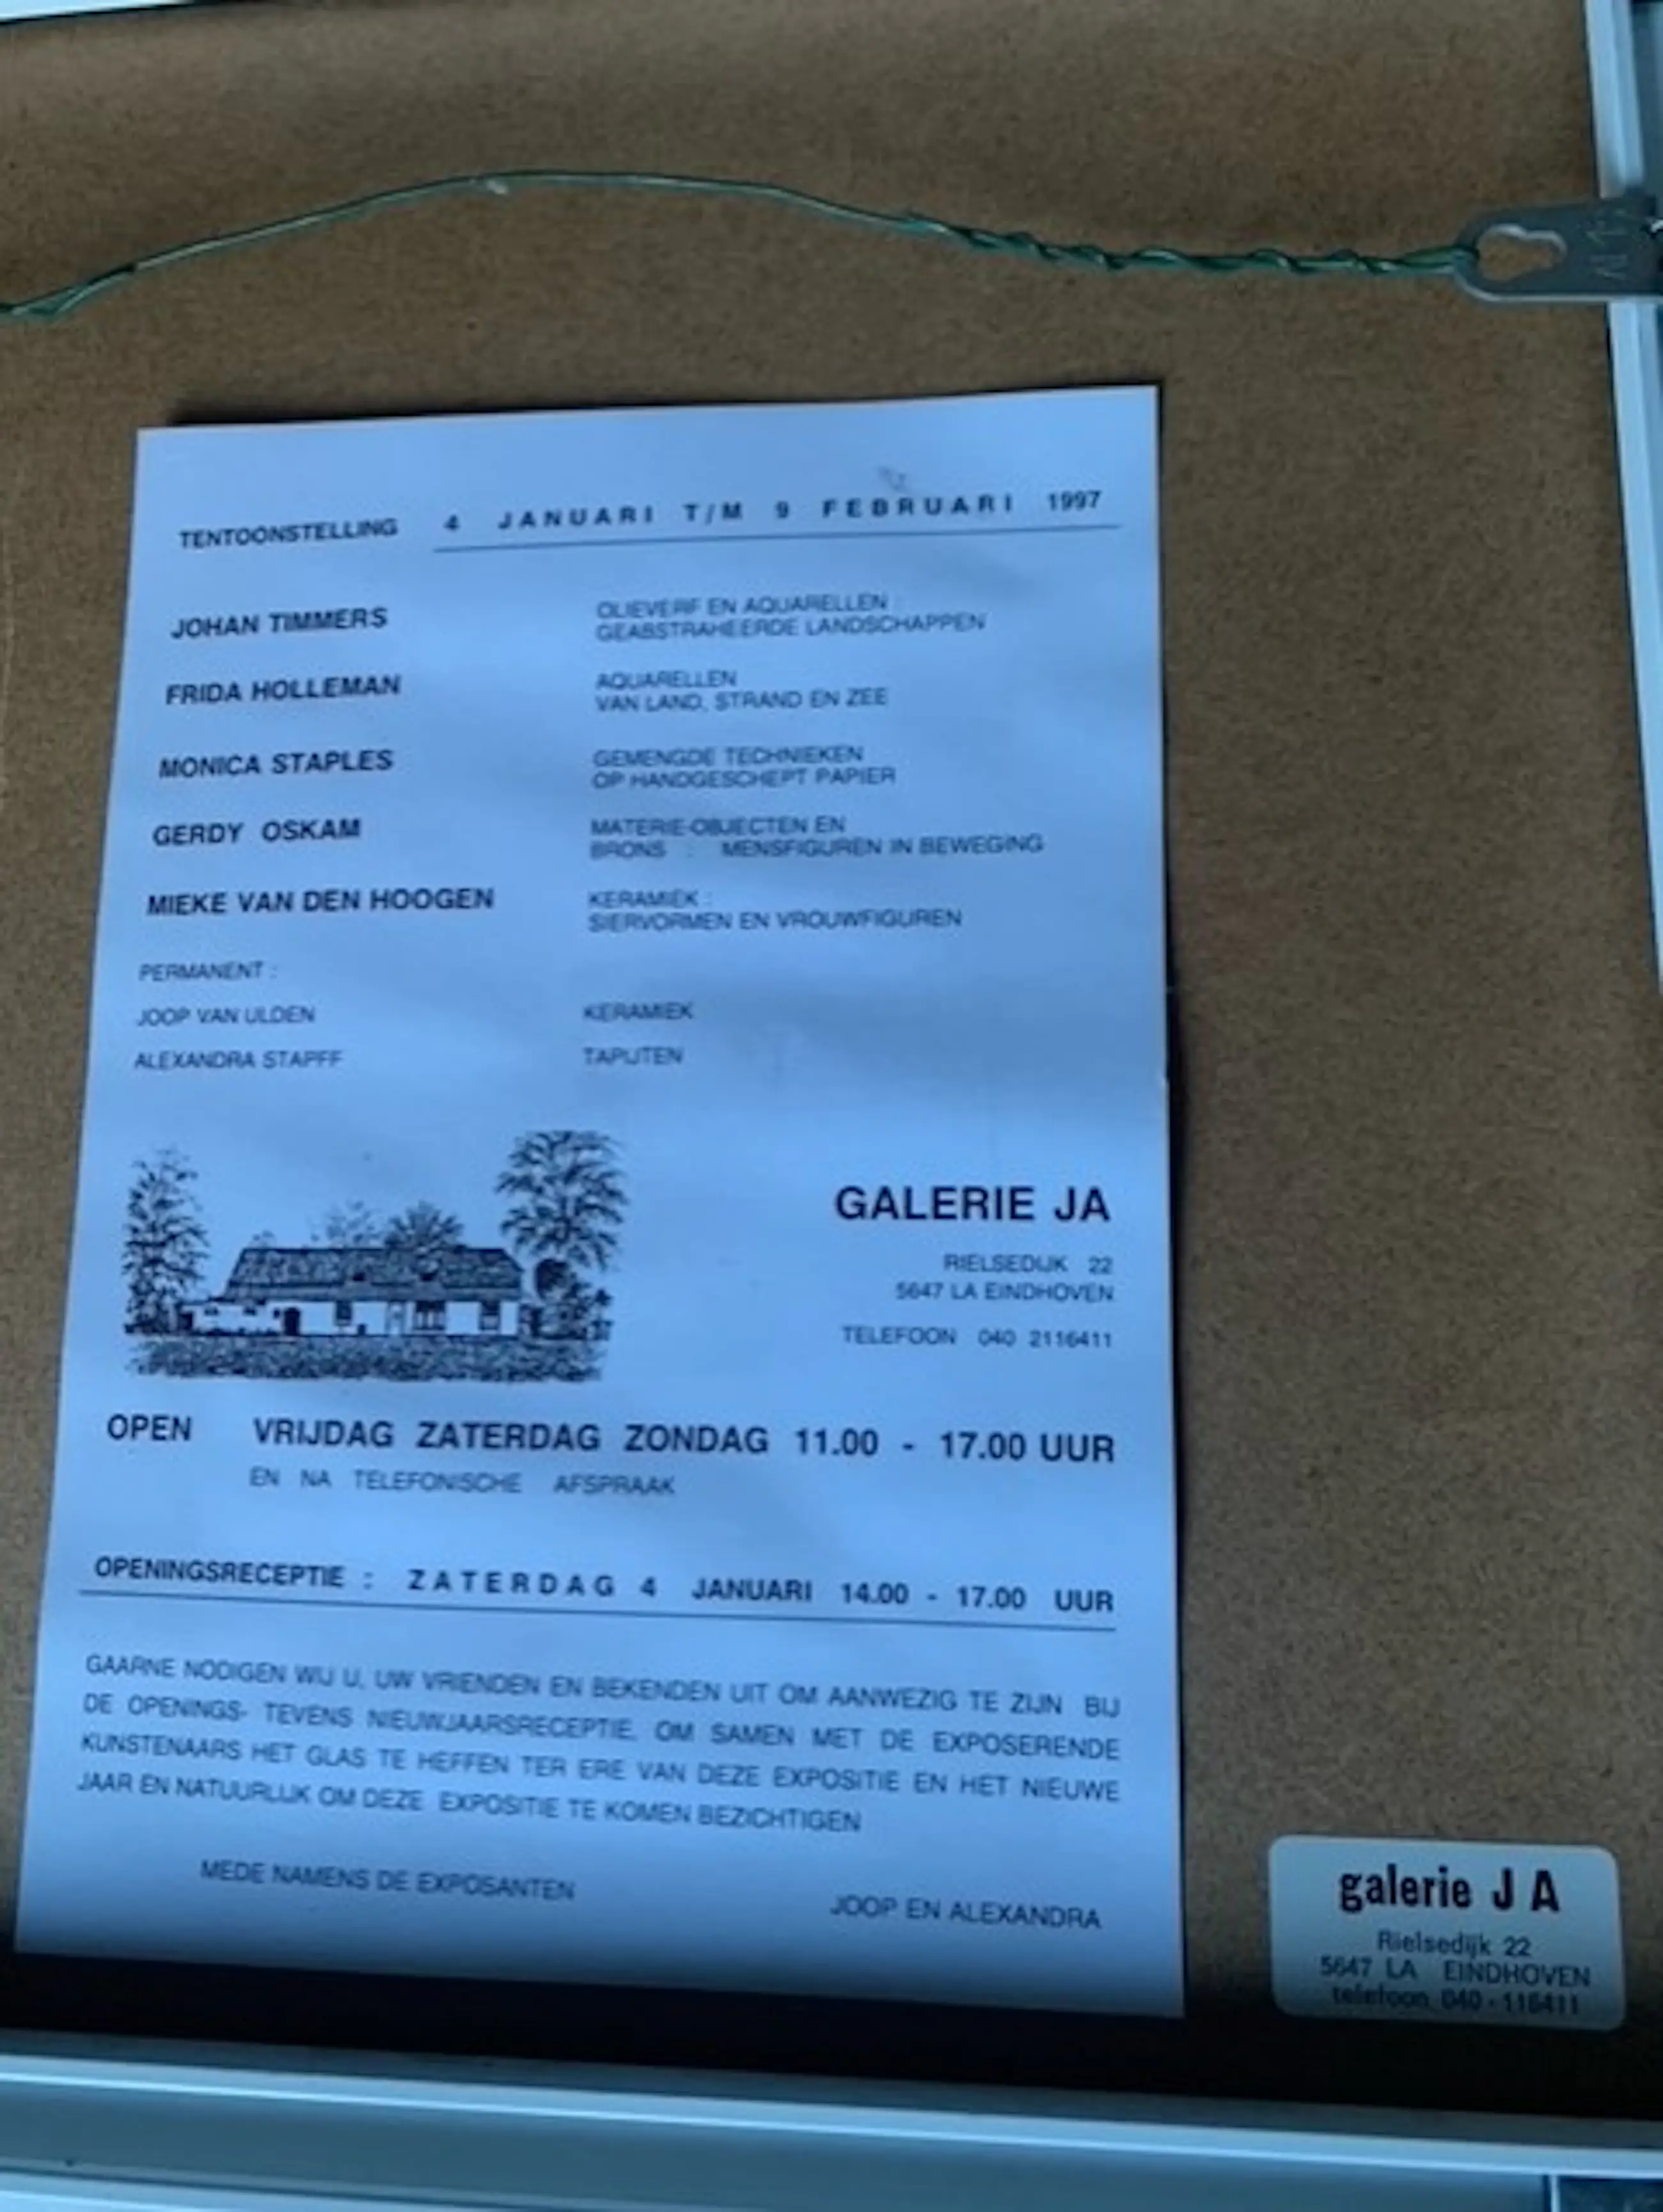 TENTOONSTELLING 4 JANUARI T/M 9 FEBRUARI 1997
JOHAN TIMMERS OLIEVERF EN AQUARELLEN :
GEABSTRAHEERDE LANDSCHAPPEN
FRIDA HOLLEMAN AQUARELLEN
VAN LAND, STRAND EN ZEE
MONICA STAPLES GEMENGDE TECHNIEKEN
OP HANDGESCHEPT PAPIER
GERDY OSKAM MATERIE-OBJECTEN EN
BRONS : MENSFIGUREN IN BEWEGING
MIEKE VAN DEN HOOGEN KERAMIEK :
SIERVORMEN EN VROUWFIGUREN
PERMANENT :
JOOP VAN ULDEN KERAMIEK
ALEXANDRA STAPFF TAPIJTEN
GALERIE JA
RIELSEDIJK 22
5647 LA EINDHOVEN
TELEFOON 040 2116411
OPEN VRIJDAG ZATERDAG ZONDAG 11.00 - 17.00 UUR
EN NA TELEFONISCHE AFSPRAAK
OPENINGSRECEPTIE : ZATERDAG 4 JANUARI 14.00 - 17.00 UUR
GAARNE NODIGEN WIJ U, UW VRIENDEN EN BEKENDEN UIT OM AANWEZIG TE ZIJN BIJ
DE OPENINGS- TEVENS NIEUWJAARSRECEPTIE, OM SAMEN MET DE EXPOSERENDE
KUNSTENAARS HET GLAS TE HEFFEN TER ERE VAN DEZE EXPOSITIE EN HET NIEUWE
JAAR EN NATUURLIJK OM DEZE EXPOSITIE TE KOMEN BEZICHTIGEN
MEDE NAMENS DE EXPOSANTEN
JOOP EN ALEXANDRA
galerie J A
Rielsedijk 22
5647 LA EINDHOVEN
telefoon 040 - 116411